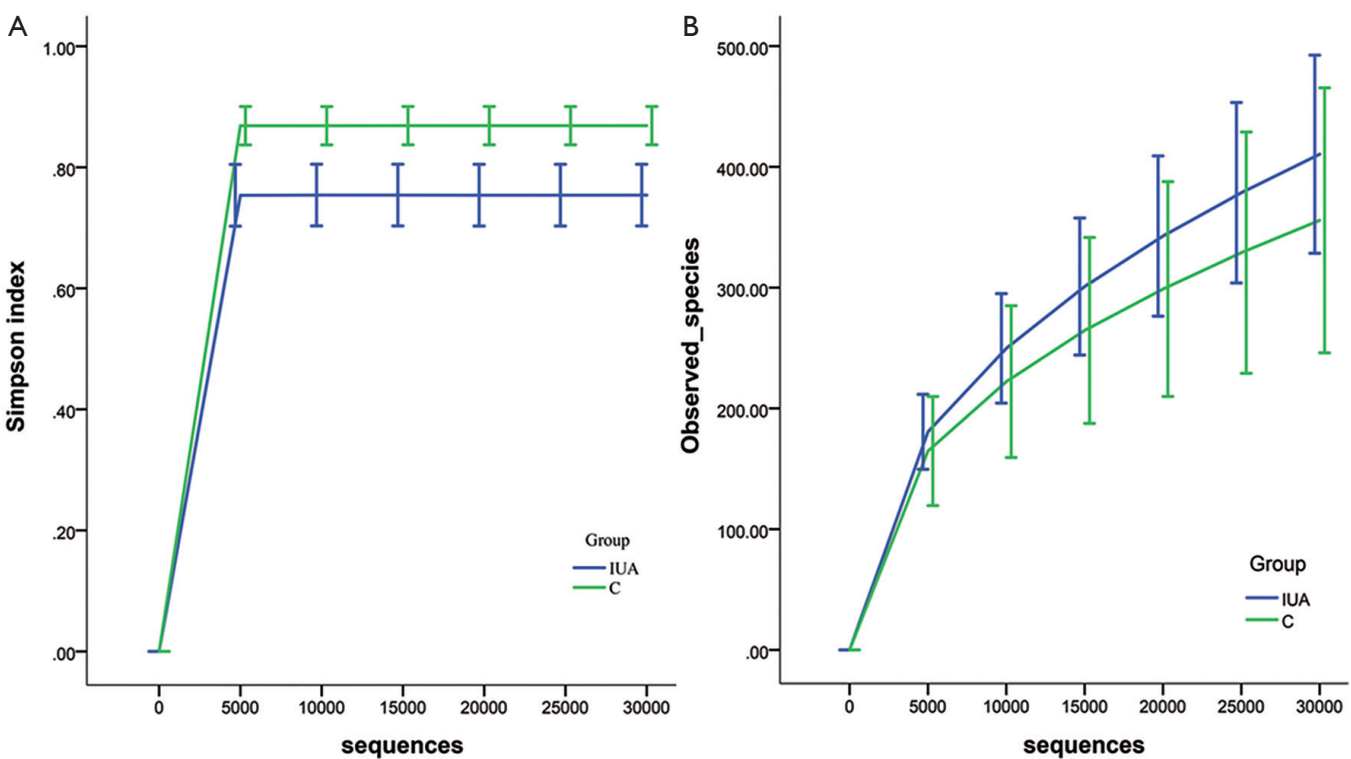 A
1.00
.80
.60
.40
.20
.00
Simpson index
0 5000 10000 15000 20000 25000 30000
sequences
Group
IUA
C
B
500.00
400.00
300.00
200.00
100.00
.00
Observed_species
0 5000 10000 15000 20000 25000 30000
sequences
Group
IUA
C